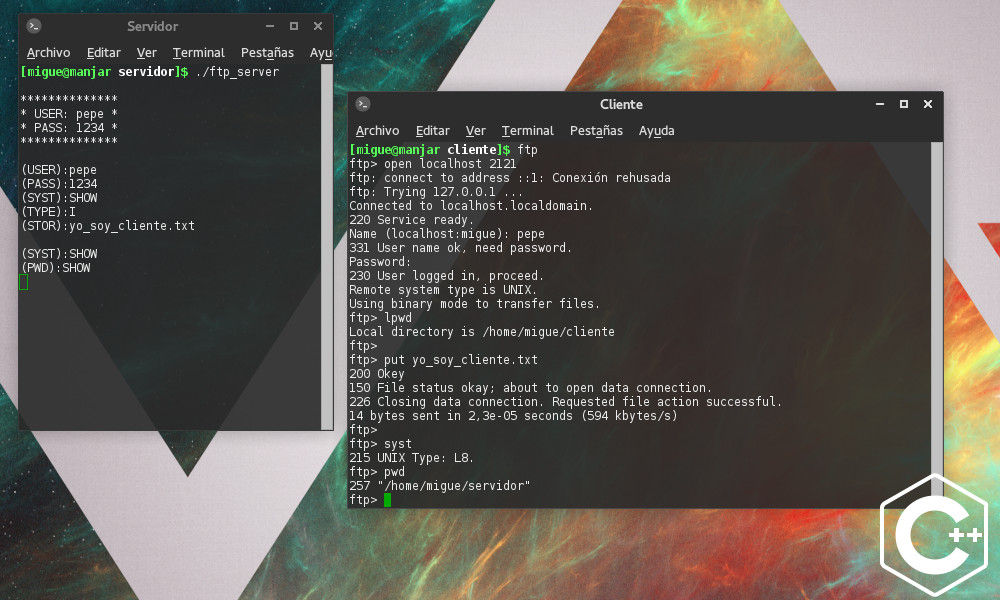 Servidor
Archivo Editar Ver Terminal Pestañas Ayu
[migue@manjar servidor]$ ./ftp_server
**************
* USER: pepe *
* PASS: 1234 *
**************
(USER):pepe
(PASS):1234
(SYST):SHOW
(TYPE):I
(STOR):yo_soy_cliente.txt
(SYST):SHOW
(PWD):SHOW
Cliente
Archivo Editar Ver Terminal Pestañas Ayuda
[migue@manjar cliente]$ ftp
ftp> open localhost 2121
ftp: connect to address ::1: Conexión rehusada
ftp: Trying 127.0.0.1 ...
Connected to localhost.localdomain.
220 Service ready.
Name (localhost:migue): pepe
331 User name ok, need password.
Password:
230 User logged in, proceed.
Remote system type is UNIX.
Using binary mode to transfer files.
ftp> lpwd
Local directory is /home/migue/cliente
ftp>
ftp> put yo_soy_cliente.txt
200 Okey
150 File status okay; about to open data connection.
226 Closing data connection. Requested file action successful.
14 bytes sent in 2,3e-05 seconds (594 kbytes/s)
ftp>
ftp> syst
215 UNIX Type: L8.
ftp> pwd
257 "/home/migue/servidor"
ftp>
C++